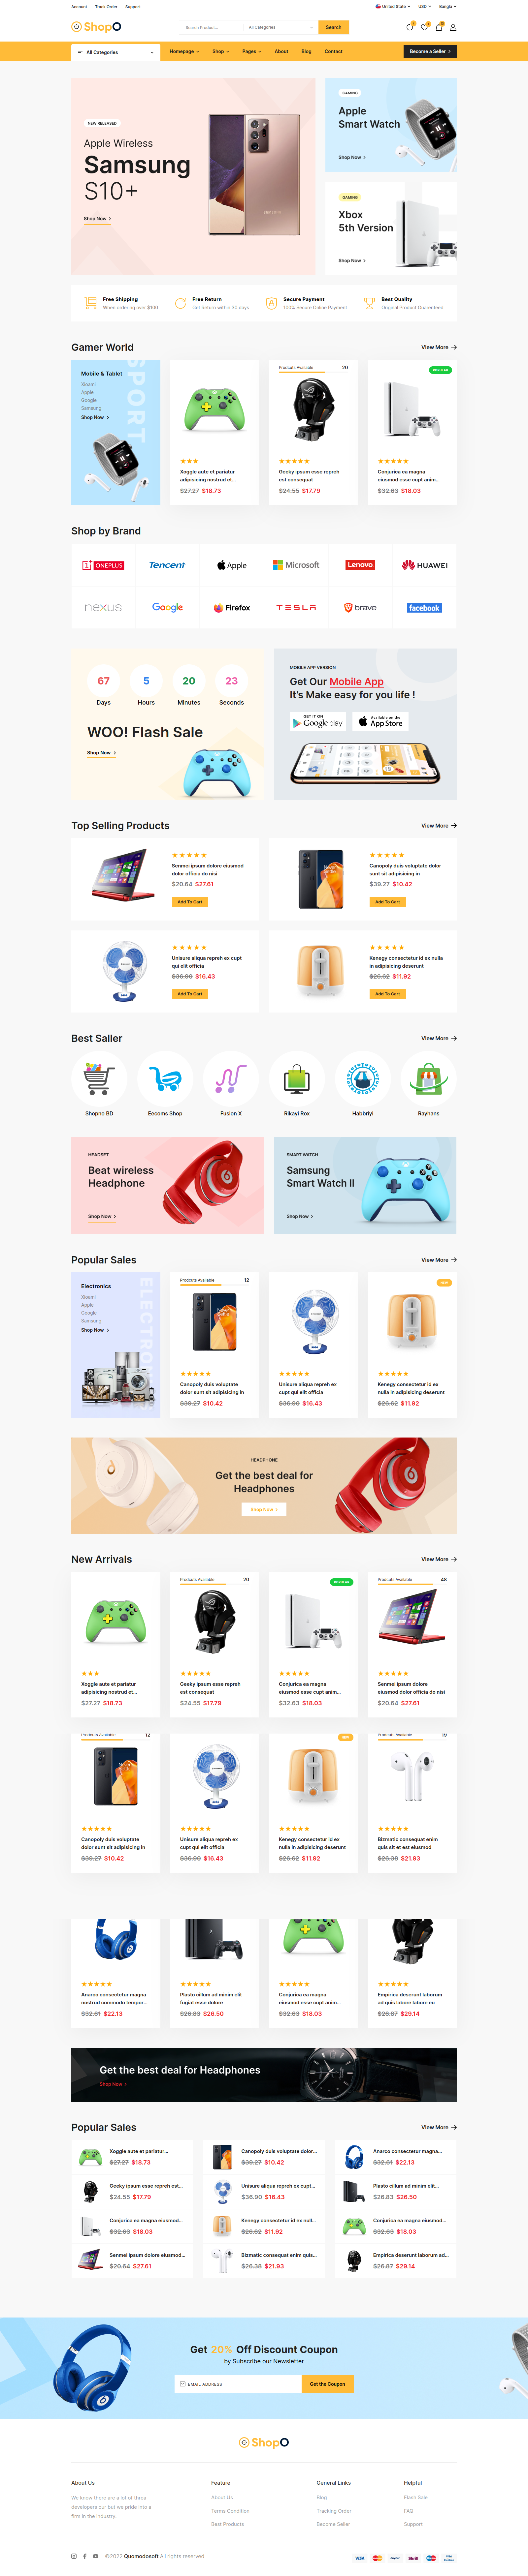 Account Track Order Support
United State USD Bangla
ShopO
Search Product...
All Categories
Search
All Categories
Homepage Shop Pages About Blog Contact
Become a Seller
NEW RELEASED
Apple Wireless
Samsung
S10+
Shop Now
GAMING
Apple
Smart Watch
Shop Now
GAMING
Xbox
5th Version
Shop Now
Free Shipping
When ordering over $100
Free Return
Get Return within 30 days
Secure Payment
100% Secure Online Payment
Best Quality
Original Product Guarenteed
Gamer World
View More
Mobile & Tablet
Xioami
Apple
Google
Samsung
Shop Now
SPORT
Xoggle aute et pariatur
adipisicing nostrud et...
$27.27 $18.73
Prodcuts Available 20
Geeky ipsum esse repreh
est consequat
$24.55 $17.79
POPULAR
Conjurica ea magna
eiusmod esse cupt anim...
$32.63 $18.03
Shop by Brand
ONEPLUS
Tencent
Apple
Microsoft
Lenovo
HUAWEI
nexus
Google
Firefox
TESLA
brave
facebook
67 5 20 23
Days Hours Minutes Seconds
WOO! Flash Sale
Shop Now
MOBILE APP VERSION
Get Our Mobile App
It's Make easy for you life !
GET IT ON
Google play
Available on the
App Store
Top Selling Products
View More
Senmei ipsum dolore eiusmod
dolor officia do nisi
$20.64 $27.61
Add To Cart
Canopoly duis voluptate dolor
sunt sit adipisicing in
$39.27 $10.42
Add To Cart
Unisure aliqua repreh ex cupt
qui elit officia
$36.90 $16.43
Add To Cart
Kenegy consectetur id ex nulla
in adipisicing deserunt
$26.62 $11.92
Add To Cart
Best Saller
View More
Shopno BD
Eecoms Shop
Fusion X
Rikayi Rox
Habbriyi
Rayhans
HEADSET
Beat wireless
Headphone
Shop Now
SMART WATCH
Samsung
Smart Watch II
Shop Now
Popular Sales
View More
Electronics
Xioami
Apple
Google
Samsung
Shop Now
ELECTRO
Prodcuts Available 12
Canopoly duis voluptate
dolor sunt sit adipisicing in
$39.27 $10.42
Unisure aliqua repreh ex
cupt qui elit officia
$36.90 $16.43
Kenegy consectetur id ex
nulla in adipisicing deserunt
$26.62 $11.92
HEADPHONE
Get the best deal for
Headphones
Shop Now
New Arrivals
View More
Xoggle aute et pariatur
adipisicing nostrud et...
$27.27 $18.73
Prodcuts Available 20
Geeky ipsum esse repreh
est consequat
$24.55 $17.79
POPULAR
Conjurica ea magna
eiusmod esse cupt anim...
$32.63 $18.03
Prodcuts Available 48
Senmei ipsum dolore
eiusmod dolor officia do nisi
$20.64 $27.61
Prodcuts Available 12
Canopoly duis voluptate
dolor sunt sit adipisicing in
$39.27 $10.42
Unisure aliqua repreh ex
cupt qui elit officia
$36.90 $16.43
Kenegy consectetur id ex
nulla in adipisicing deserunt
$26.62 $11.92
Prodcuts Available 19
Bizmatic consequat enim
quis sit et est eiusmod
$26.38 $21.93
Anarco consectetur magna
nostrud commodo tempor...
$32.61 $22.13
Plasto cillum ad minim elit
fugiat esse dolore
$26.83 $26.50
Conjurica ea magna
eiusmod esse cupt anim...
$32.63 $18.03
Empirica deserunt laborum
ad quis labore labore eu
$26.87 $29.14
Get the best deal for Headphones
Shop Now
Popular Sales
View More
Xoggle aute et pariatur...
$27.27 $18.73
Geeky ipsum esse repreh est...
$24.55 $17.79
Conjurica ea magna eiusmod...
$32.63 $18.03
Senmei ipsum dolore eiusmod...
$20.64 $27.61
Canopoly duis voluptate dolor...
$39.27 $10.42
Unisure aliqua repreh ex cupt...
$36.90 $16.43
Kenegy consectetur id ex null...
$26.62 $11.92
Bizmatic consequat enim quis...
$26.38 $21.93
Anarco consectetur magna...
$32.61 $22.13
Plasto cillum ad minim elit...
$26.83 $26.50
Conjurica ea magna eiusmod...
$32.63 $18.03
Empirica deserunt laborum ad...
$26.87 $29.14
Get 20% Off Discount Coupon
by Subscribe our Newsletter
EMAIL ADDRESS
Get the Coupon
ShopO
About Us
We know there are a lot of threa
developers our but we pride into a
firm in the industry.
Feature
About Us
Terms Condition
Best Products
General Links
Blog
Tracking Order
Become Seller
Helpful
Flash Sale
FAQ
Support
©2022 Quomodosoft All rights reserved
VISA
PayPal
Skrill